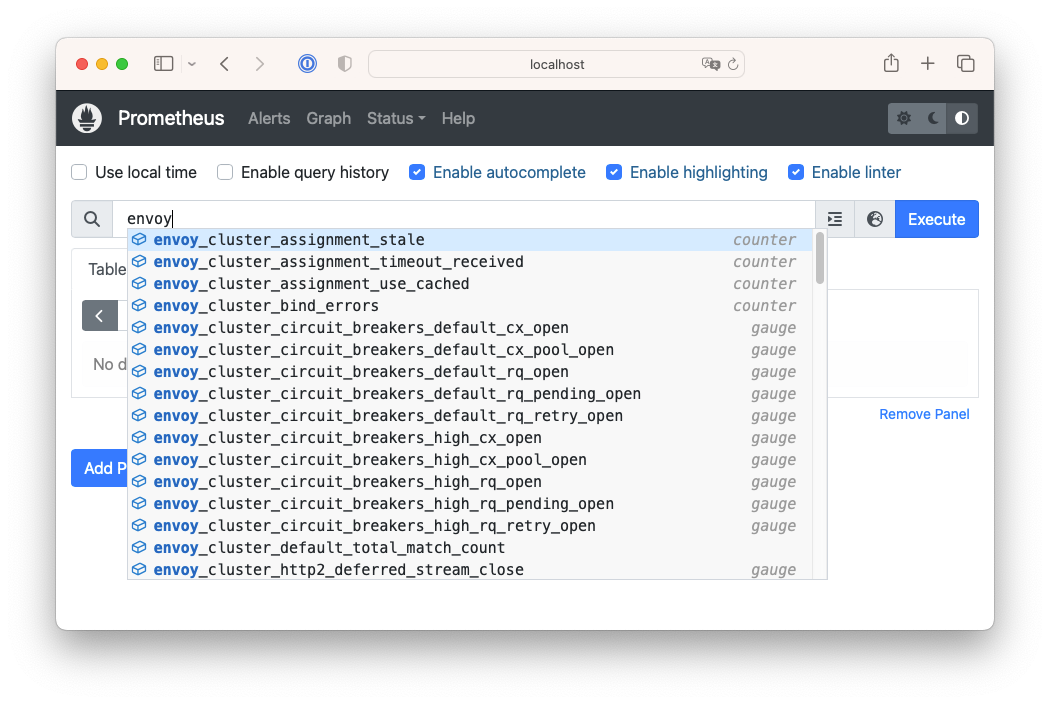 localhost
Prometheus Alerts Graph Status Help
Use local time Enable query history Enable autocomplete Enable highlighting Enable linter
envoy Execute
envoy_cluster_assignment_stale counter
Table
envoy_cluster_assignment_timeout_received counter
envoy_cluster_assignment_use_cached counter
envoy_cluster_bind_errors counter
envoy_cluster_circuit_breakers_default_cx_open gauge
envoy_cluster_circuit_breakers_default_cx_pool_open gauge
No d
envoy_cluster_circuit_breakers_default_rq_open gauge
envoy_cluster_circuit_breakers_default_rq_pending_open gauge
envoy_cluster_circuit_breakers_default_rq_retry_open gauge
Remove Panel
envoy_cluster_circuit_breakers_high_cx_open gauge
envoy_cluster_circuit_breakers_high_cx_pool_open gauge
Add P
envoy_cluster_circuit_breakers_high_rq_open gauge
envoy_cluster_circuit_breakers_high_rq_pending_open gauge
envoy_cluster_circuit_breakers_high_rq_retry_open gauge
envoy_cluster_default_total_match_count
envoy_cluster_http2_deferred_stream_close gauge